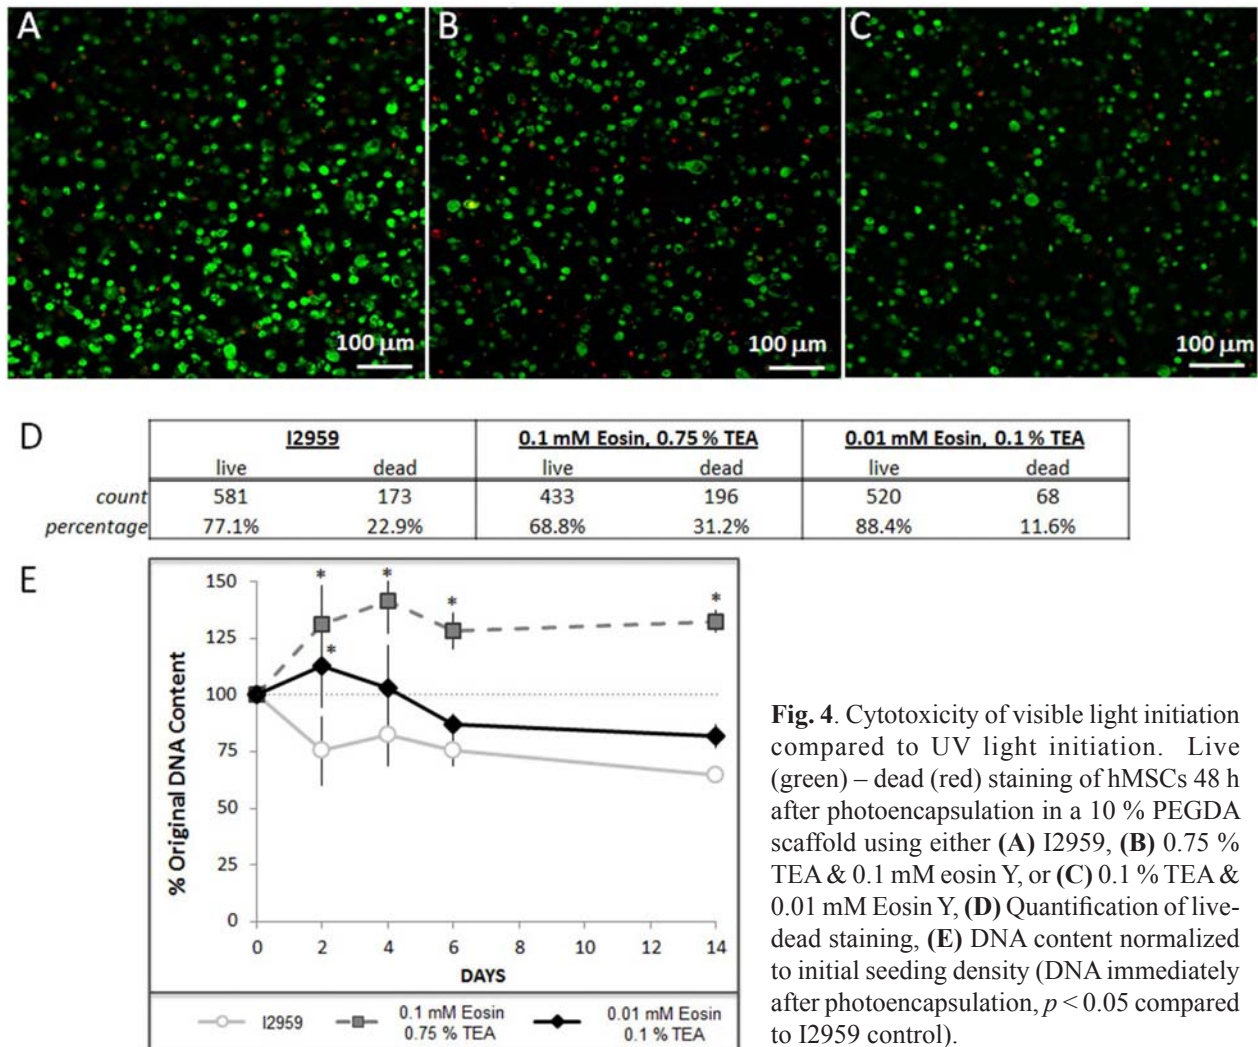 A
B
C
100 µm
100 µm
100 µm
D
I2959
0.1 mM Eosin, 0.75 % TEA
0.01 mM Eosin, 0.1 % TEA
live dead live dead live dead
count 581 173 433 196 520 68
percentage 77.1% 22.9% 68.8% 31.2% 88.4% 11.6%
E
% Original DNA Content
150
125
100
75
50
25
0
* * * * *
0 2 4 6 8 10 12 14
DAYS
I2959
0.1 mM Eosin
0.75 % TEA
0.01 mM Eosin
0.1 % TEA
Fig. 4. Cytotoxicity of visible light initiation
compared to UV light initiation. Live
(green) – dead (red) staining of hMSCs 48 h
after photoencapsulation in a 10 % PEGDA
scaffold using either (A) I2959, (B) 0.75 %
TEA & 0.1 mM eosin Y, or (C) 0.1 % TEA &
0.01 mM Eosin Y, (D) Quantification of live-
dead staining, (E) DNA content normalized
to initial seeding density (DNA immediately
after photoencapsulation, p < 0.05 compared
to I2959 control).